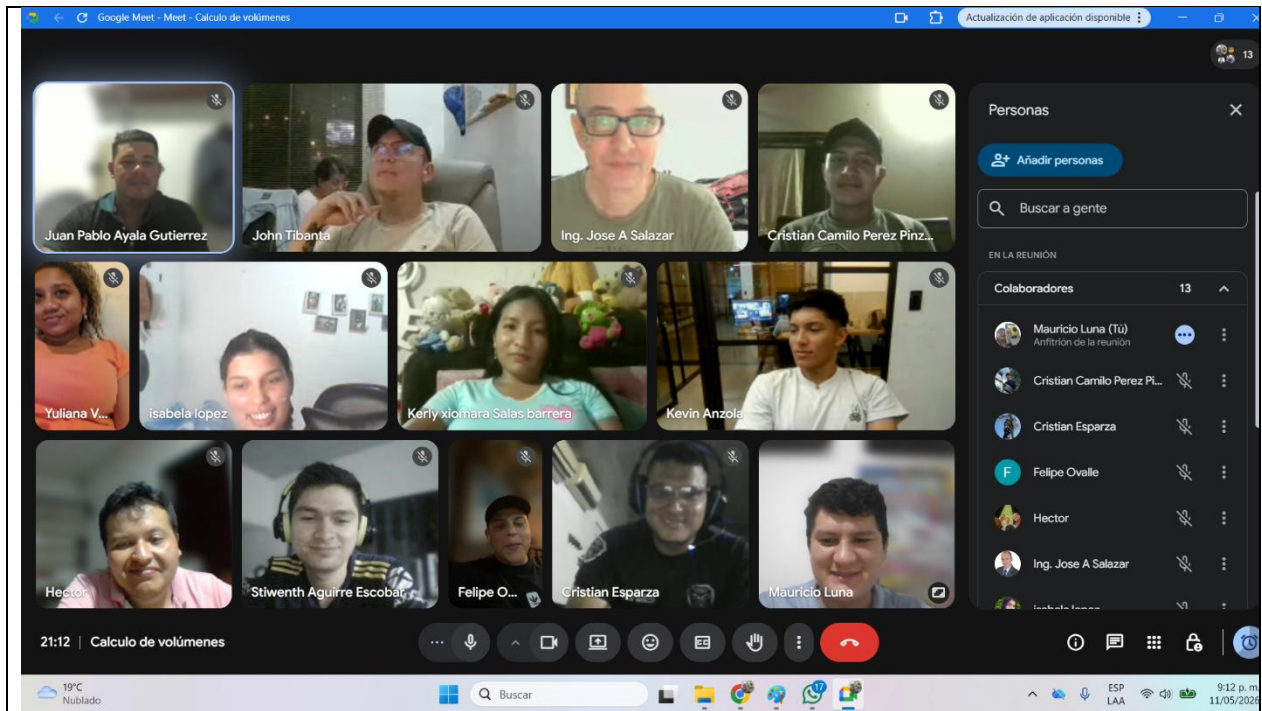 Google Meet - Meet - Calculo de volúmenes
Actualización de aplicación disponible
13
Juan Pablo Ayala Gutierrez
John Tibanta
Ing. Jose A Salazar
Cristian Camilo Perez Pinz...
Yuliana V...
isabela lopez
Kerly xiomara Salas barrera
Kevin Anzola
Hector
Stiwenth Aguirre Escobar
Felipe O...
Cristian Esparza
Mauricio Luna
Personas
Añadir personas
Buscar a gente
EN LA REUNIÓN
Colaboradores 13
Mauricio Luna (Tú)
Anfitrión de la reunión
Cristian Camilo Perez Pi...
Cristian Esparza
F Felipe Ovalle
Hector
Ing. Jose A Salazar
isabela lopez
21:12 | Calculo de volúmenes
19°C
Nublado
Buscar
17
ESP
LAA
9:12 p. m.
11/05/2026